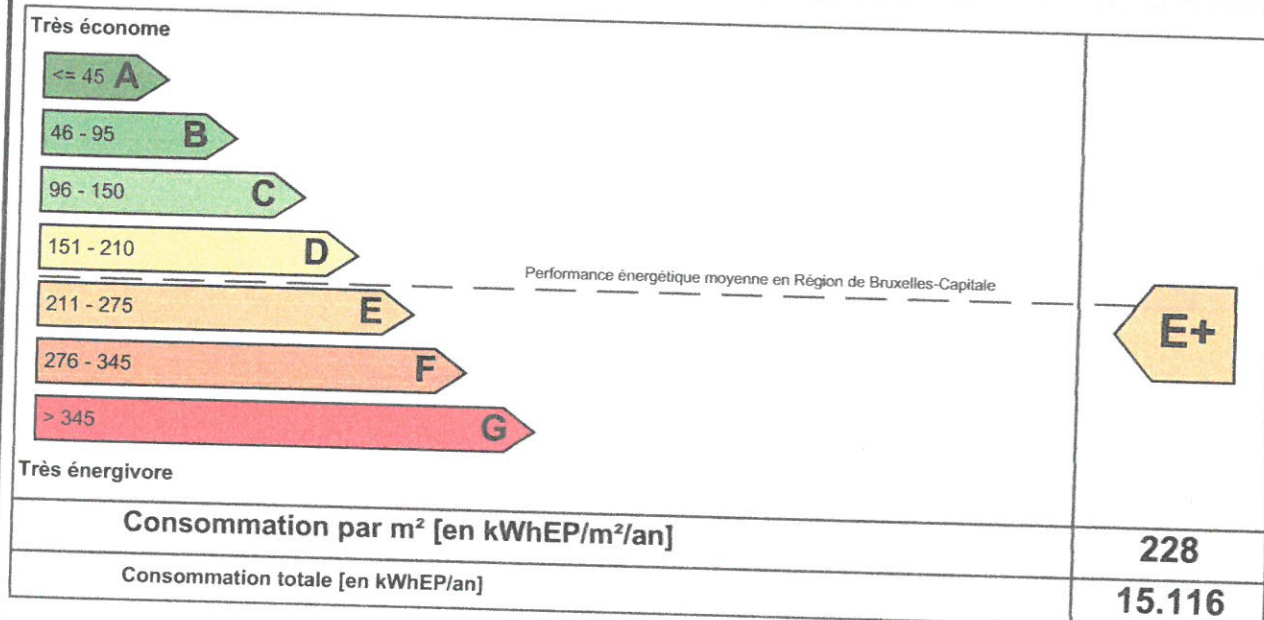 Très économe
<= 45 A
46 - 95 B
96 - 150 C
151 - 210 D
Performance énergétique moyenne en Région de Bruxelles-Capitale
211 - 275 E
E+
276 - 345 F
> 345 G
Très énergivore
Consommation par m² [en kWhEP/m²/an] 228
Consommation totale [en kWhEP/an] 15.116